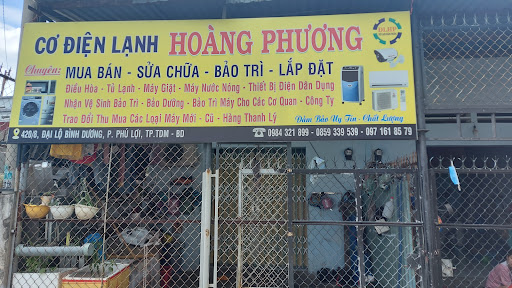 CƠ ĐIỆN LẠNH HOÀNG PHƯƠNG
Chuyên:
MUA BÁN - SỬA CHỮA - BẢO TRÌ - LẮP ĐẶT
Điều Hòa - Tủ Lạnh - Máy Giặt - Máy Nước Nóng - Thiết Bị Điện Dân Dụng
Nhận Vệ Sinh Bảo Trì - Bảo Dưỡng - Bảo Trì Máy Cho Các Cơ Quan - Công Ty
Trao Đổi Thu Mua Các Loại Máy Mới - Cũ - Hàng Thanh Lý
Đảm Bảo Uy Tín - Chất Lượng
420/8, ĐẠI LỘ BÌNH DƯƠNG, P. PHÚ LỢI, TP.TDM - BD
0984 321 899 - 0859 339 539 - 097 161 85 79